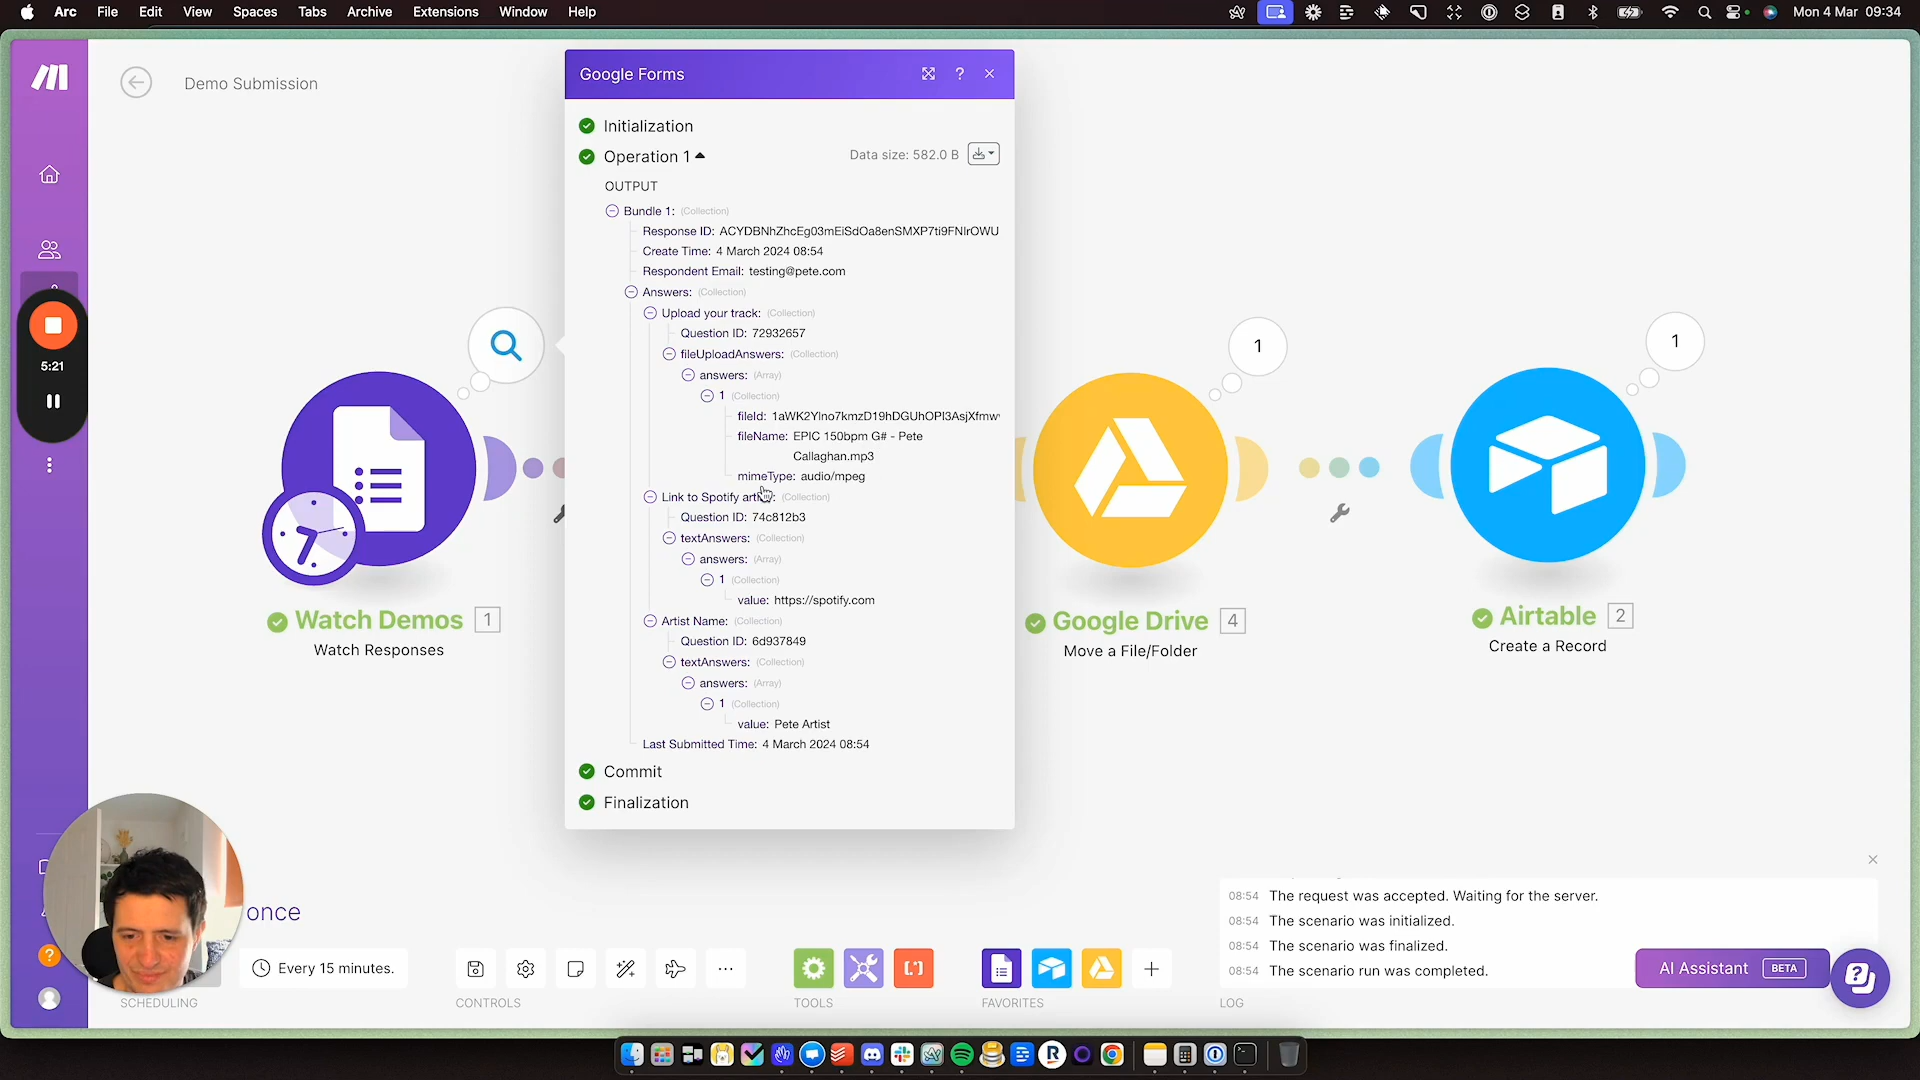 Arc File Edit View Spaces Tabs Archive Extensions Window Help
Mon 4 Mar 09:34
Demo Submission
Google Forms
?
Initialization
Operation 1
Data size: 582.0 B
OUTPUT
Bundle 1: (Collection)
Response ID: ACYDBNhZhcEg03mEiSdOa8enSMXP7ti9FNIrOWU
Create Time: 4 March 2024 08:54
Respondent Email: testing@pete.com
Answers: (Collection)
Upload your track: (Collection)
Question ID: 72932657
fileUploadAnswers: (Collection)
answers: (Array)
1 (Collection)
fileId: 1aWK2Ylno7kmzD19hDGUhOPI3AsjXfmw
fileName: EPIC 150bpm G# - Pete
Callaghan.mp3
mimeType: audio/mpeg
Link to Spotify (Collection)
Question ID: 74c812b3
textAnswers: (Collection)
answers: (Array)
1 (Collection)
value: https://spotify.com
Artist Name: (Collection)
Question ID: 6d937849
textAnswers: (Collection)
answers: (Array)
1 (Collection)
value: Pete Artist
Last Submitted Time: 4 March 2024 08:54
Commit
Finalization
5:21
1
1
Watch Demos 1
Watch Responses
Google Drive 4
Move a File/Folder
Airtable 2
Create a Record
once
Every 15 minutes.
SCHEDULING
CONTROLS
TOOLS
FAVORITES
LOG
08:54 The request was accepted. Waiting for the server.
08:54 The scenario was initialized.
08:54 The scenario was finalized.
08:54 The scenario run was completed.
AI Assistant BETA
?
?